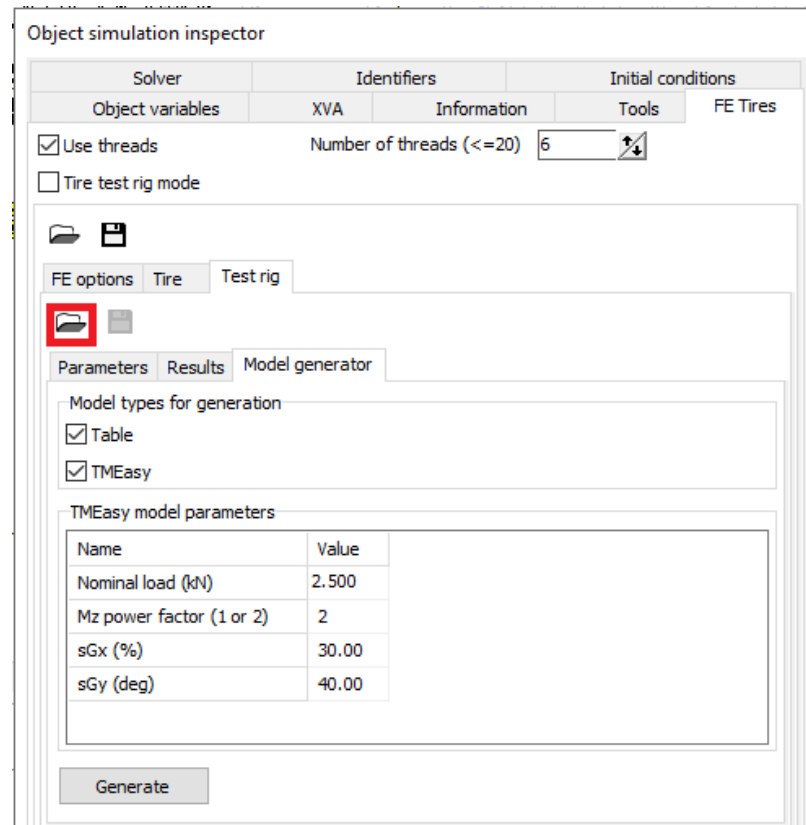 Object simulation inspector
Solver Identifiers Initial conditions
Object variables XVA Information Tools FE Tires
Use threads Number of threads (<=20) 6
Tire test rig mode
FE options Tire Test rig
Parameters Results Model generator
Model types for generation
Table
TMEasy
TMEasy model parameters
Name Value
Nominal load (kN) 2.500
Mz power factor (1 or 2) 2
sGx (%) 30.00
sGy (deg) 40.00
Generate